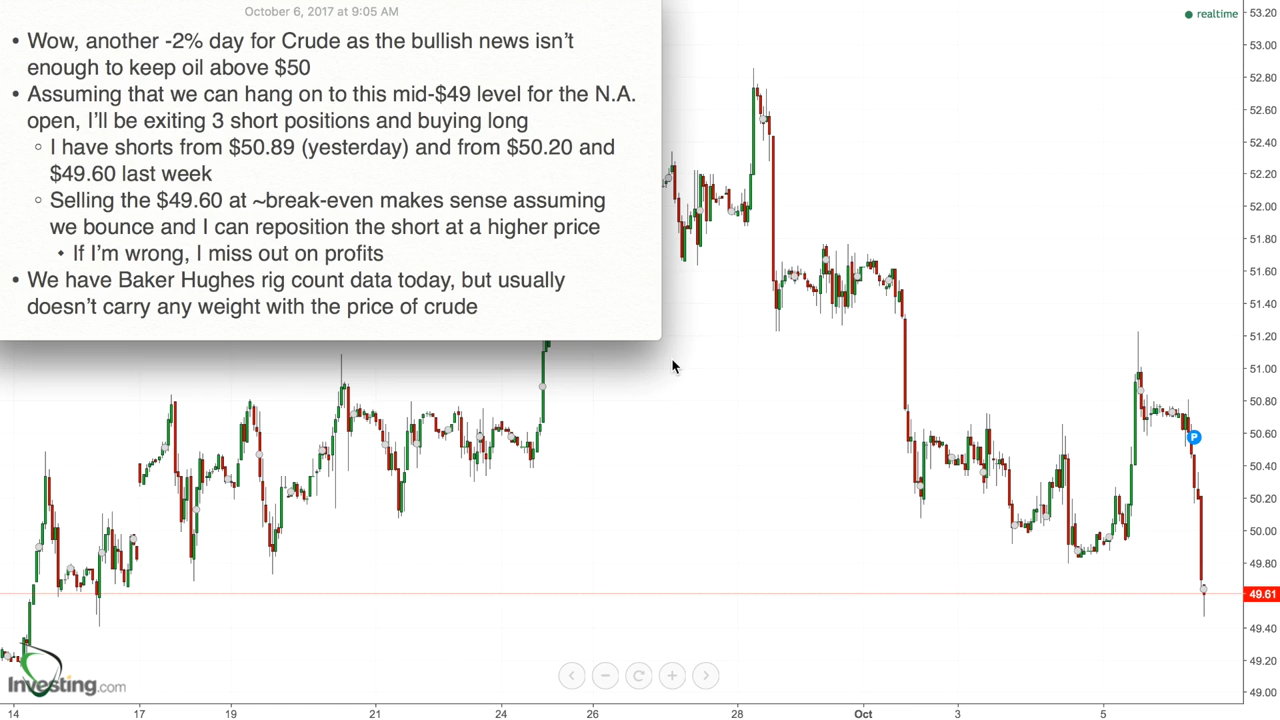 October 6, 2017 at 9:05 AM
• Wow, another -2% day for Crude as the bullish news isn’t
enough to keep oil above $50
• Assuming that we can hang on to this mid-$49 level for the N.A.
open, I’ll be exiting 3 short positions and buying long
◦ I have shorts from $50.89 (yesterday) and from $50.20 and
$49.60 last week
◦ Selling the $49.60 at ~break-even makes sense assuming
we bounce and I can reposition the short at a higher price
⬩ If I’m wrong, I miss out on profits
• We have Baker Hughes rig count data today, but usually
doesn’t carry any weight with the price of crude
realtime
53.20
53.00
52.80
52.60
52.40
52.20
52.00
51.80
51.60
51.40
51.20
51.00
50.80
50.60
50.40
50.20
50.00
49.80
49.61
49.40
49.20
49.00
P
Investing.com
14 17 19 21 24 26 28 Oct 3 5